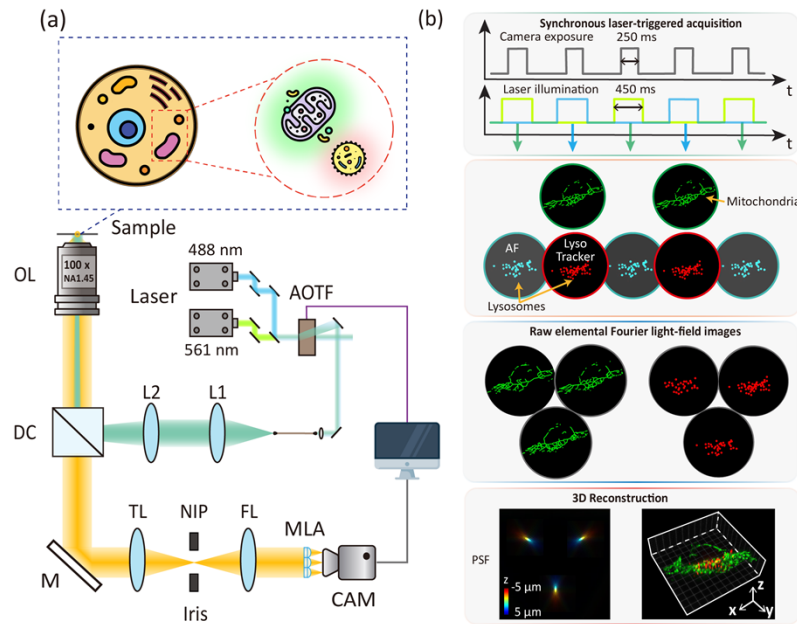 (a)
Sample
OL
100 x
NA1.45
488 nm
Laser
561 nm
AOTF
DC
L2
L1
TL
NIP
FL
MLA
M
Iris
CAM
(b)
Synchronous laser-triggered acquisition
Camera exposure
250 ms
t
Laser illumination
450 ms
t
Mitochondria
AF
Lyso
Tracker
Lysosomes
Raw elemental Fourier light-field images
3D Reconstruction
PSF
z
-5 μm
5 μm
z
x
y